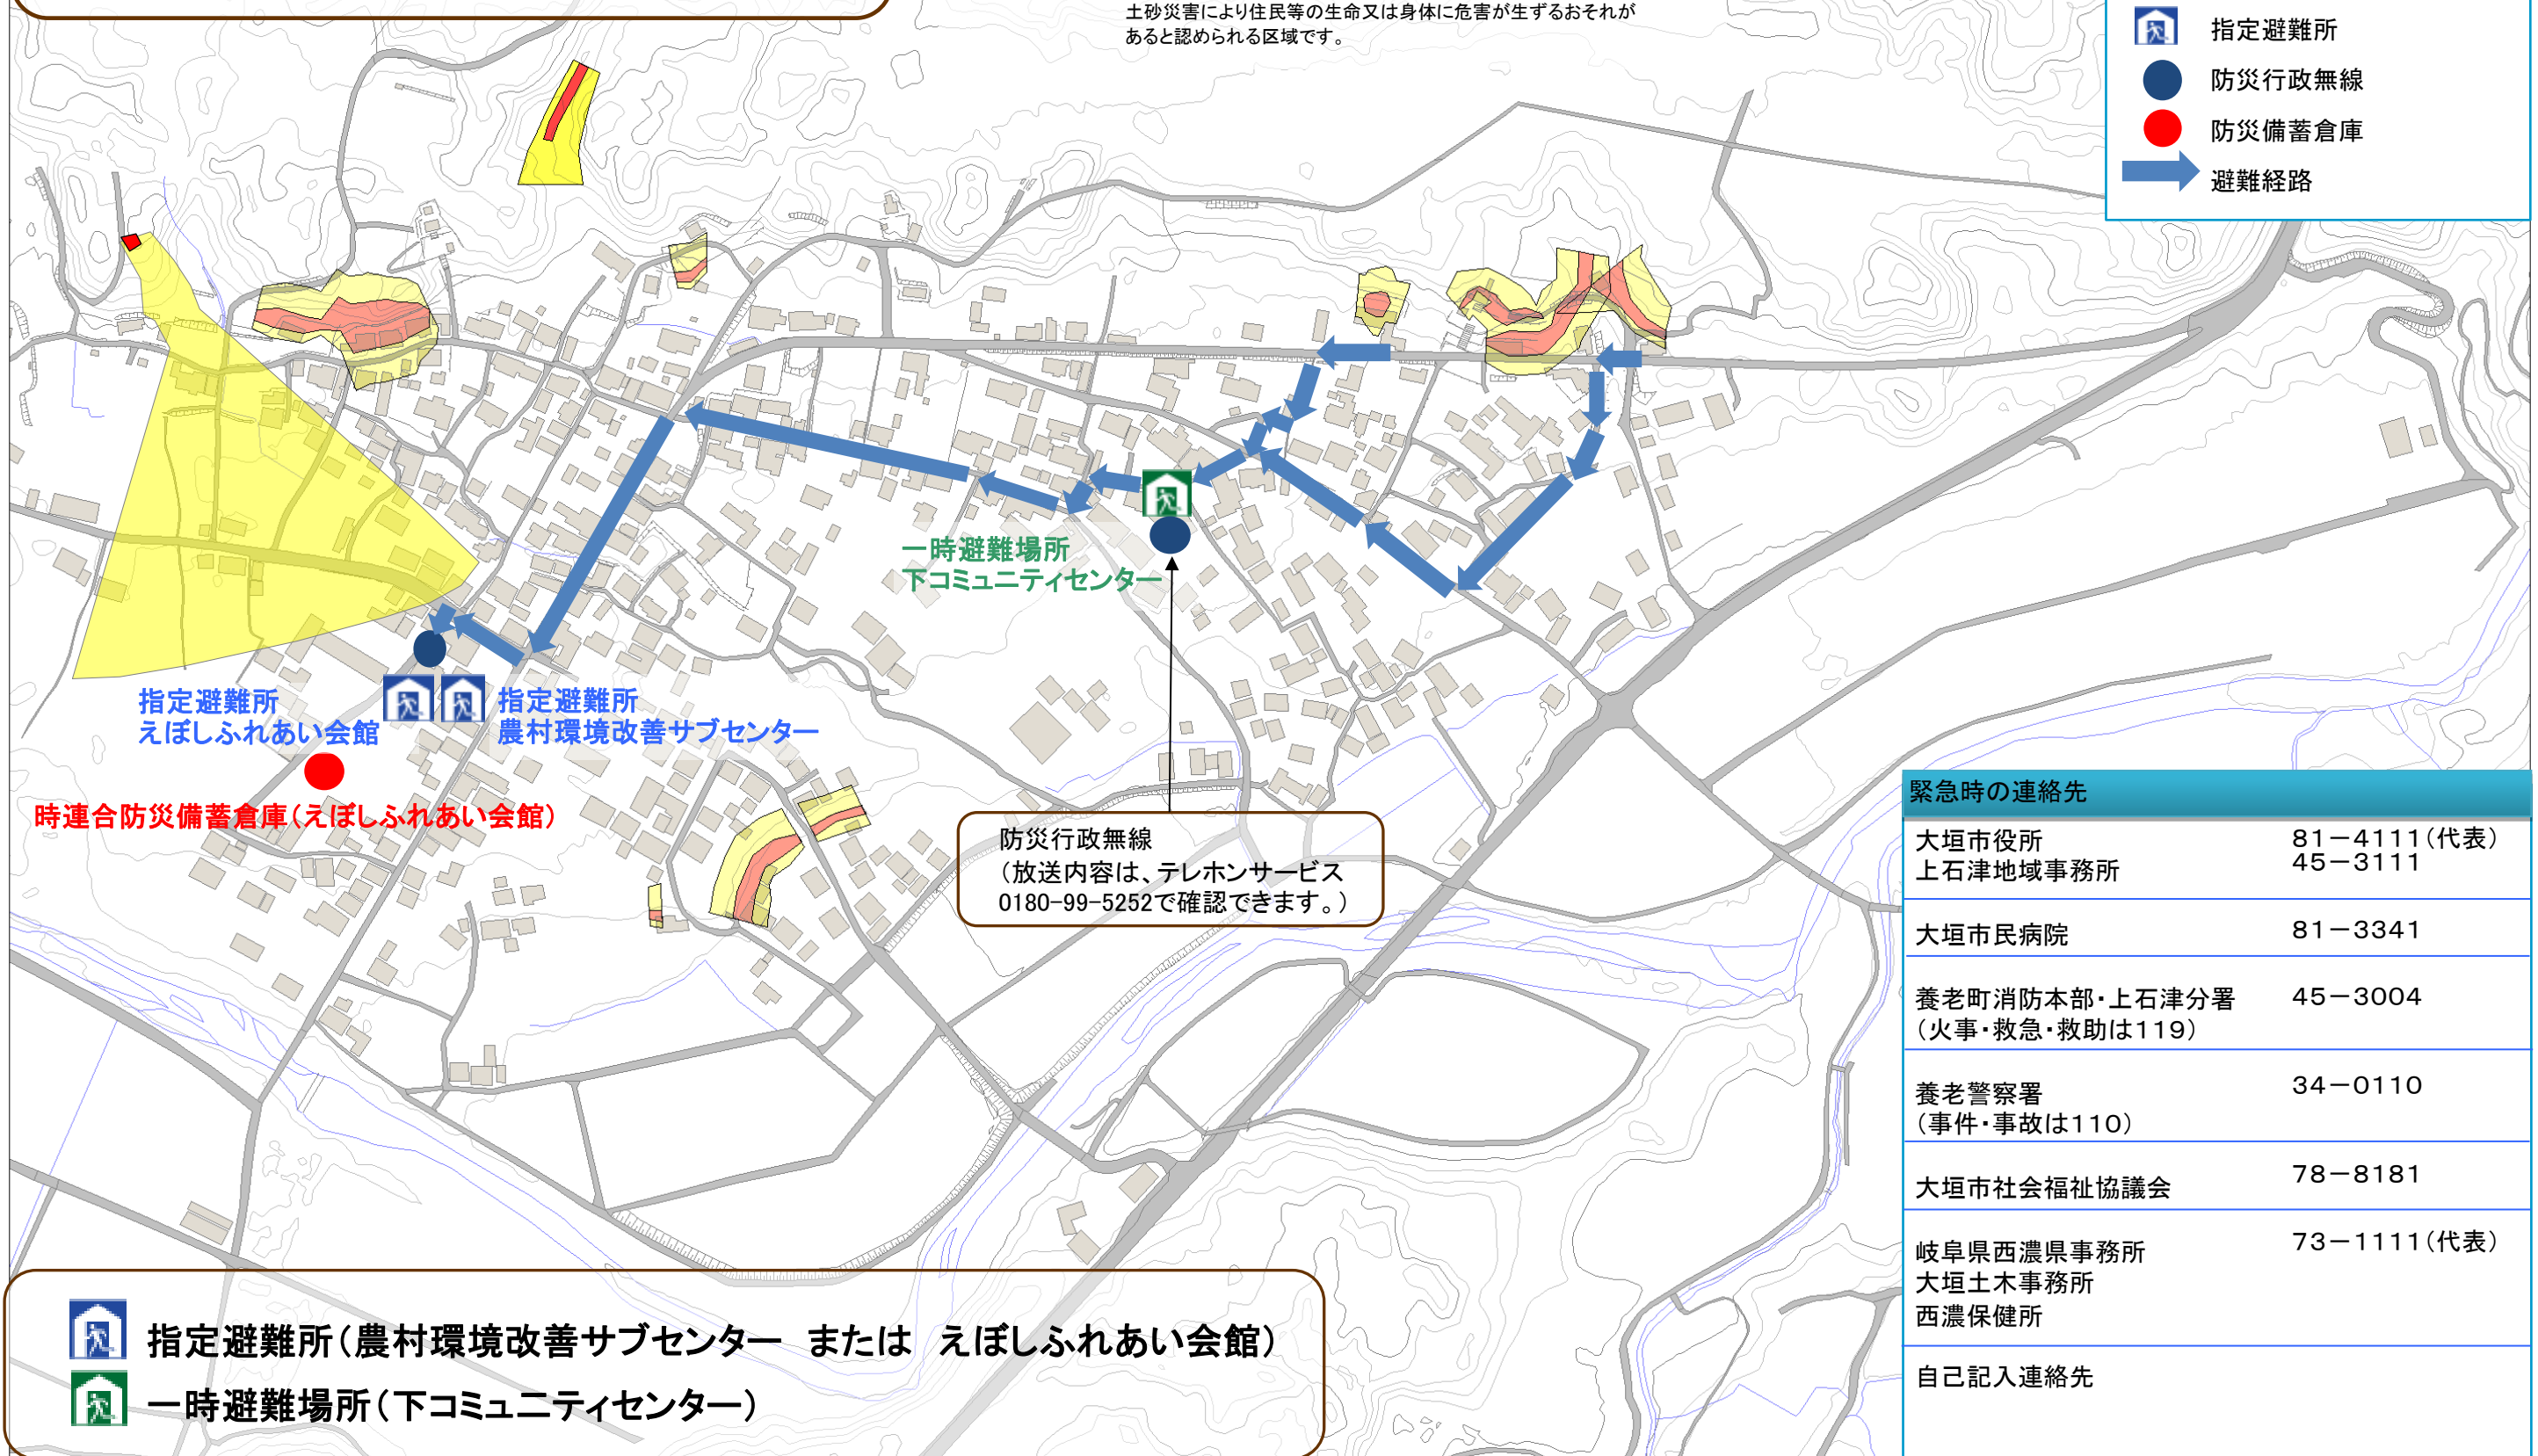 土砂災害により住民等の生命又は身体に危害が生ずるおそれが
あると認められる区域です。
指定避難所
防災行政無線
防災備蓄倉庫
避難経路
一時避難場所
下コミュニティセンター
指定避難所
えぼしふれあい会館
指定避難所
農村環境改善サブセンター
時連合防災備蓄倉庫(えぼしふれあい会館)
防災行政無線
(放送内容は、テレホンサービス
0180-99-5252で確認できます。)
緊急時の連絡先
大垣市役所 81-4111(代表)
上石津地域事務所 45-3111
大垣市民病院 81-3341
養老町消防本部・上石津分署 45-3004
(火事・救急・救助は119)
養老警察署 34-0110
(事件・事故は110)
大垣市社会福祉協議会 78-8181
岐阜県西濃県事務所 73-1111(代表)
大垣土木事務所
西濃保健所
自己記入連絡先
指定避難所(農村環境改善サブセンター または えぼしふれあい会館)
一時避難場所(下コミュニティセンター)